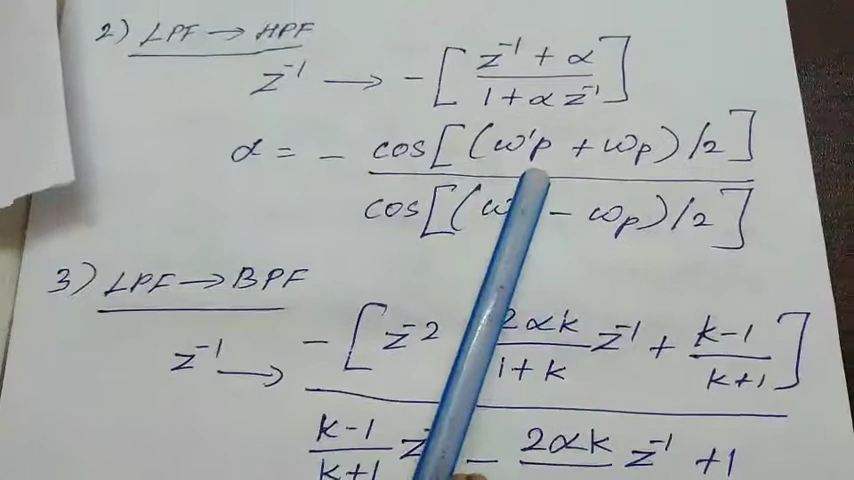 2) LPF → HPF
z⁻¹ → - [ (z⁻¹ + α) / (1 + α z⁻¹) ]
α = - cos[(ω'p + ωp)/2] / cos[(ω - ωp)/2]
3) LPF → BPF
z⁻¹ → - [ z⁻² 2αk/(1+k) z⁻¹ + (k-1)/(k+1) ]
(k-1)/(k+1) z - 2αk z⁻¹ + 1